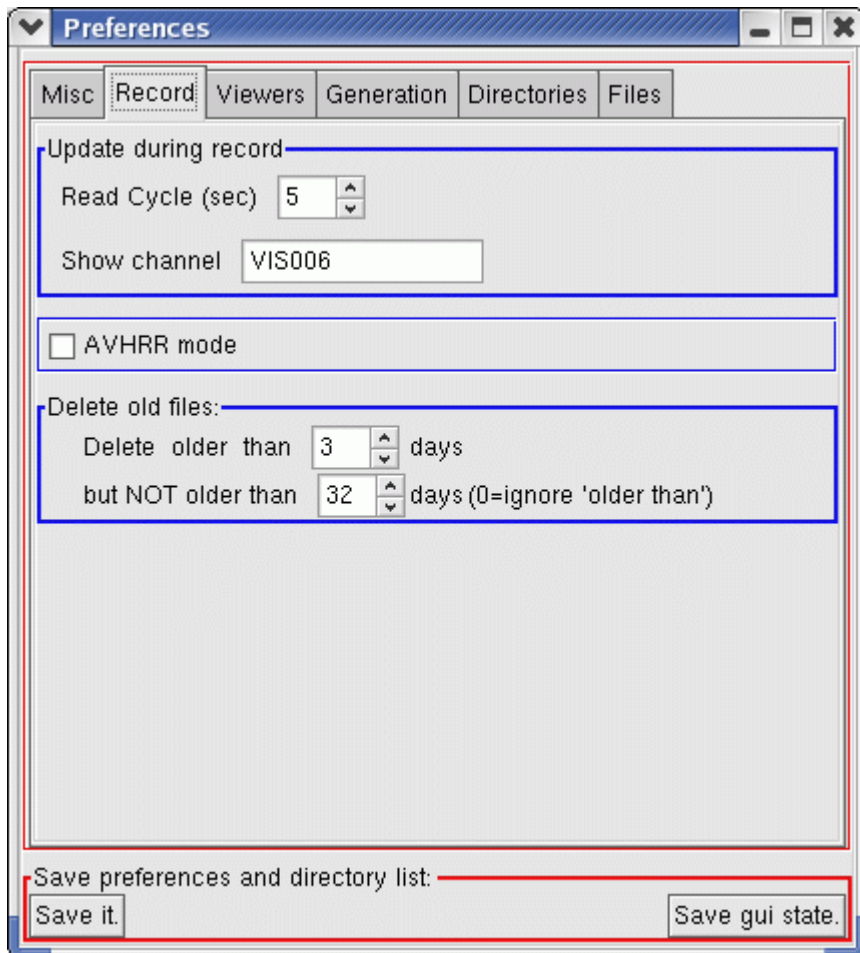 Preferences
Misc Record Viewers Generation Directories Files
Update during record
Read Cycle (sec) 5
Show channel VIS006
AVHRR mode
Delete old files:
Delete older than 3 days
but NOT older than 32 days (0=ignore 'older than')
Save preferences and directory list:
Save it. Save gui state.